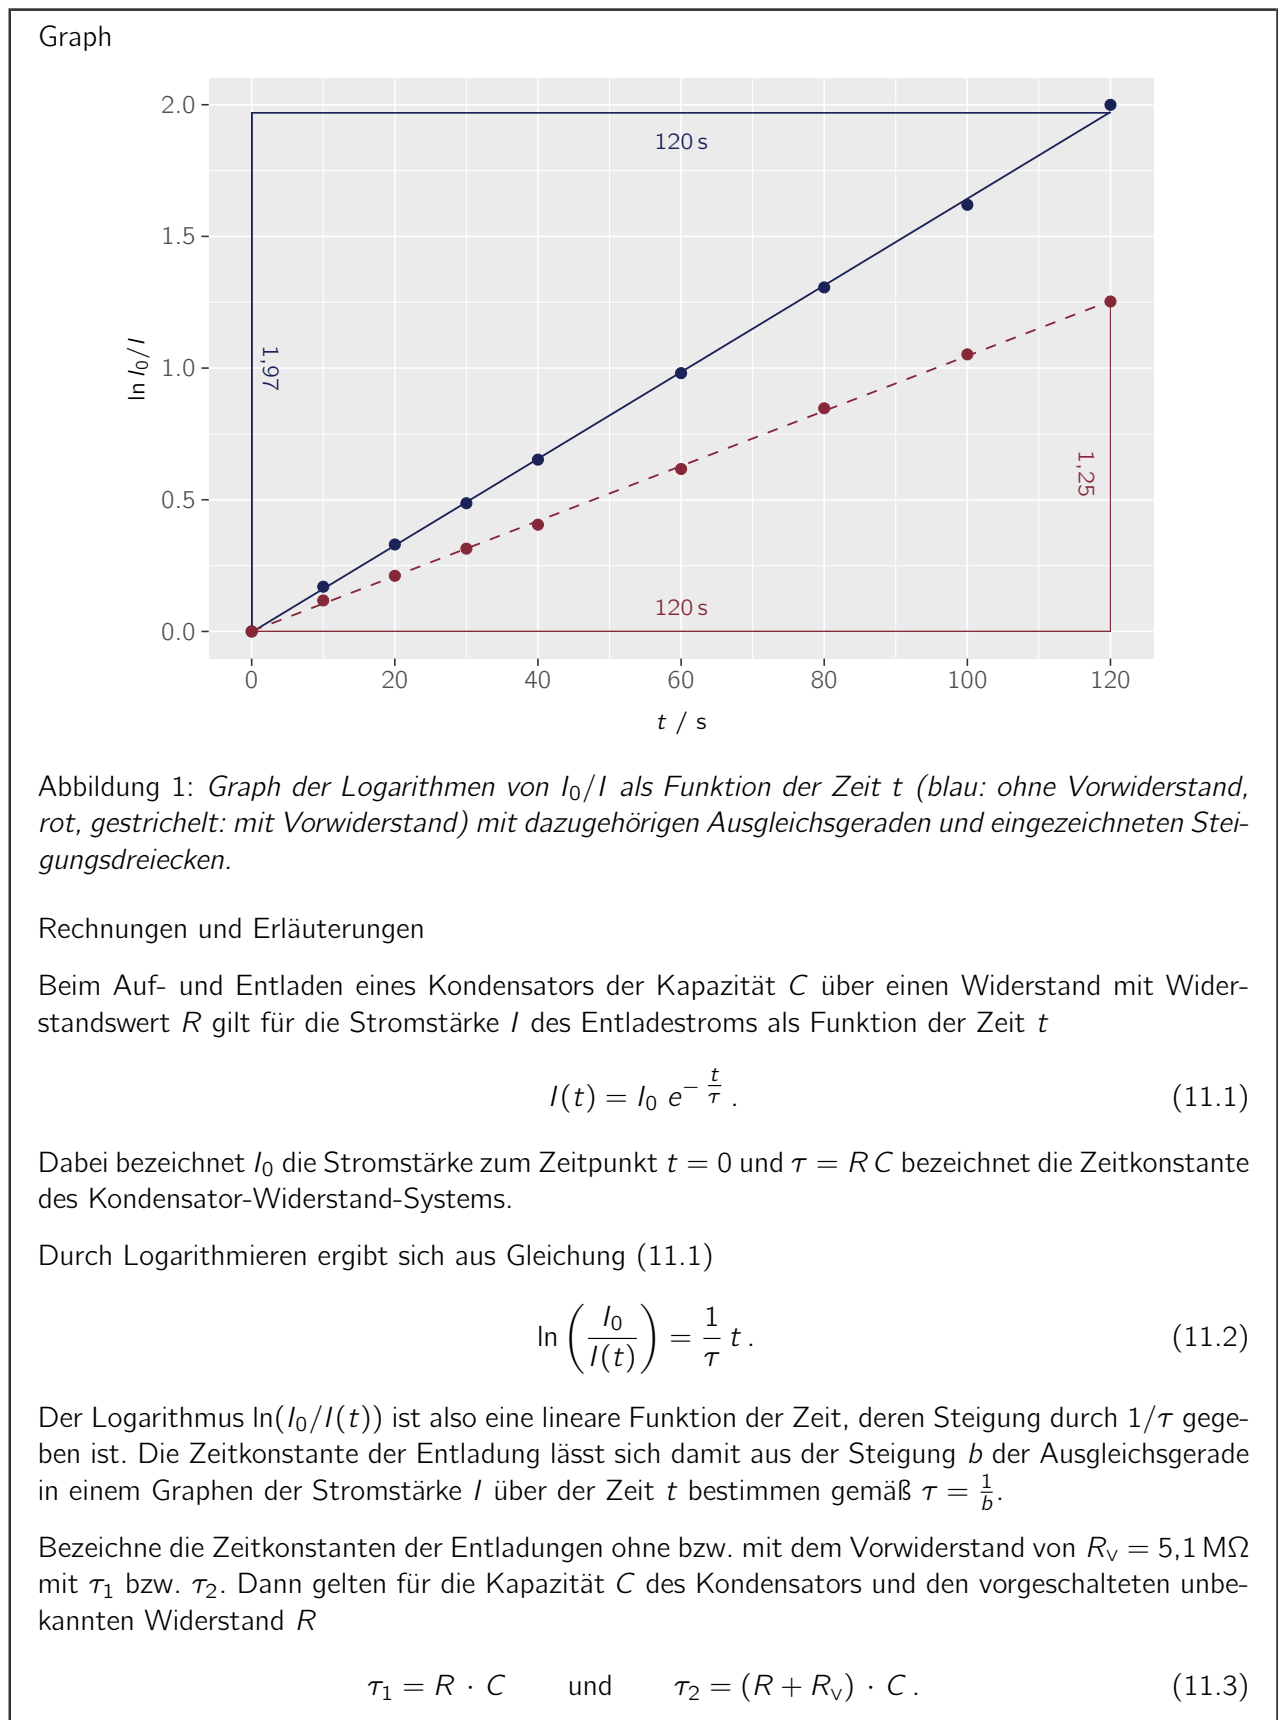 Graph
2.0
1.5
1.0
0.5
0.0
ln I₀/I
120 s
1,97
1,25
120 s
0 20 40 60 80 100 120
t / s
Abbildung 1: Graph der Logarithmen von I₀/I als Funktion der Zeit t (blau: ohne Vorwiderstand,
rot, gestrichelt: mit Vorwiderstand) mit dazugehörigen Ausgleichsgeraden und eingezeichneten Stei-
gungsdreiecken.
Rechnungen und Erläuterungen
Beim Auf- und Entladen eines Kondensators der Kapazität C über einen Widerstand mit Wider-
standswert R gilt für die Stromstärke I des Entladestroms als Funktion der Zeit t
I(t) = I₀ e^{− t/τ} . (11.1)
Dabei bezeichnet I₀ die Stromstärke zum Zeitpunkt t = 0 und τ = R C bezeichnet die Zeitkonstante
des Kondensator-Widerstand-Systems.
Durch Logarithmieren ergibt sich aus Gleichung (11.1)
ln (I₀/I(t)) = 1/τ t . (11.2)
Der Logarithmus ln(I₀/I(t)) ist also eine lineare Funktion der Zeit, deren Steigung durch 1/τ gege-
ben ist. Die Zeitkonstante der Entladung lässt sich damit aus der Steigung b der Ausgleichsgerade
in einem Graphen der Stromstärke I über der Zeit t bestimmen gemäß τ = 1/b.
Bezeichne die Zeitkonstanten der Entladungen ohne bzw. mit dem Vorwiderstand von Rᵥ = 5,1 MΩ
mit τ₁ bzw. τ₂. Dann gelten für die Kapazität C des Kondensators und den vorgeschalteten unbe-
kannten Widerstand R
τ₁ = R · C und τ₂ = (R + Rᵥ) · C . (11.3)